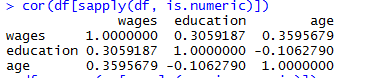 > cor(df[sapply(df, is.numeric)])
wages education age
wages 1.0000000 0.3059187 0.3595679
education 0.3059187 1.0000000 -0.1062790
age 0.3595679 -0.1062790 1.0000000